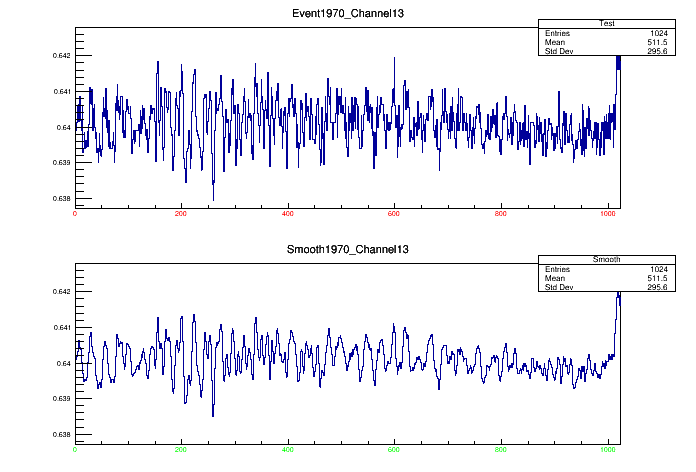 Event1970_Channel13
Test
Entries 1024
Mean 511.5
Std Dev 295.6
0.642
0.641
0.64
0.639
0.638
0 200 400 600 800 1000
Smooth1970_Channel13
Smooth
Entries 1024
Mean 511.5
Std Dev 295.6
0.642
0.641
0.64
0.639
0.638
0 200 400 600 800 1000